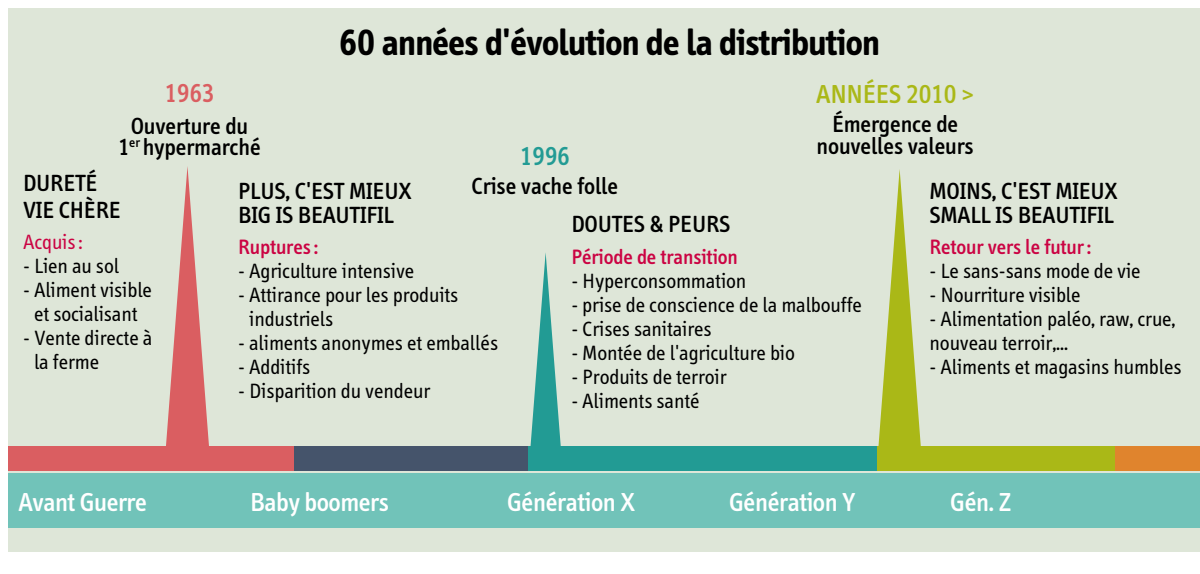 60 années d'évolution de la distribution
1963
Ouverture du
1er hypermarché
ANNÉES 2010 >
Émergence de
nouvelles valeurs
1996
Crise vache folle
DURETÉ
VIE CHÈRE
Acquis :
- Lien au sol
- Aliment visible
et socialisant
- Vente directe à
la ferme
PLUS, C'EST MIEUX
BIG IS BEAUTIFIL
Ruptures :
- Agriculture intensive
- Attirance pour les produits
industriels
- aliments anonymes et emballés
- Additifs
- Disparition du vendeur
DOUTES & PEURS
Période de transition
- Hyperconsommation
- prise de conscience de la malbouffe
- Crises sanitaires
- Montée de l'agriculture bio
- Produits de terroir
- Aliments santé
MOINS, C'EST MIEUX
SMALL IS BEAUTIFIL
Retour vers le futur :
- Le sans-sans mode de vie
- Nourriture visible
- Alimentation paléo, raw, crue,
nouveau terroir,...
- Aliments et magasins humbles
Avant Guerre
Baby boomers
Génération X
Génération Y
Gén. Z